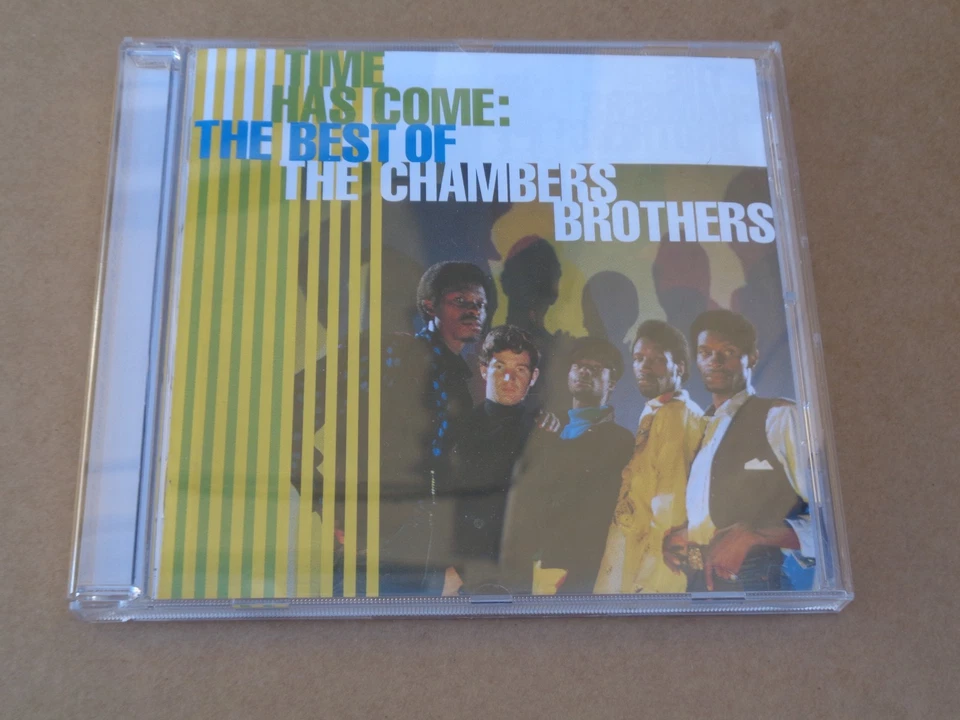 TIME
HAS COME:
THE BEST OF
THE CHAMBERS
BROTHERS